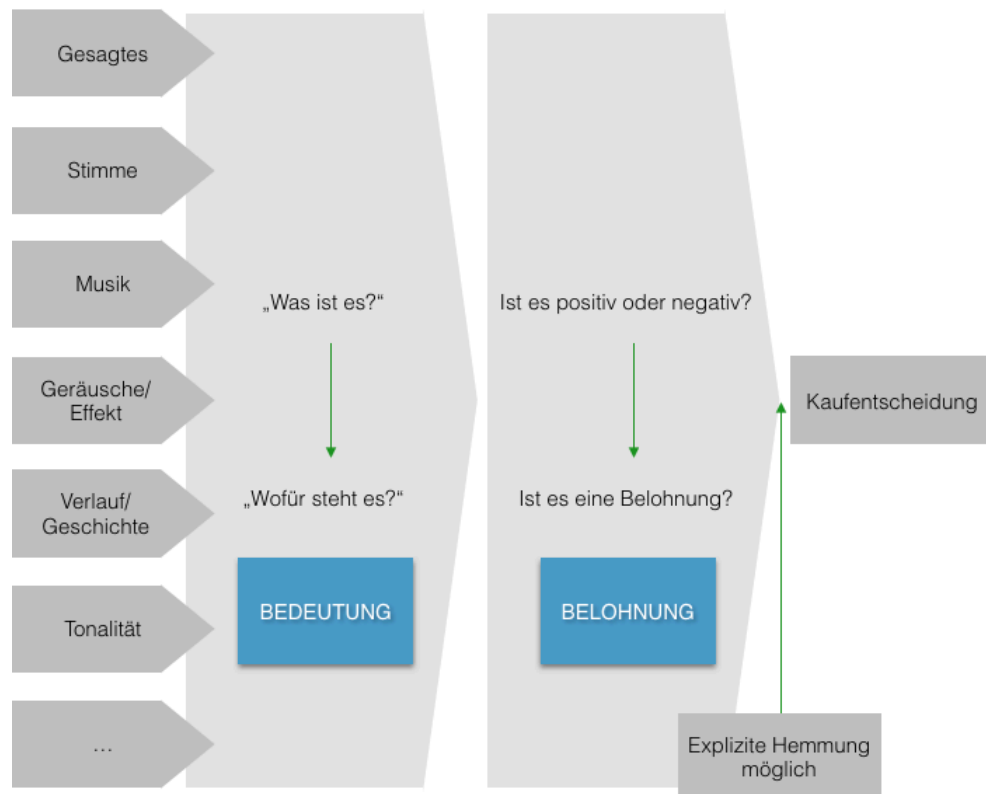 Gesagtes
Stimme
Musik
Geräusche/
Effekt
Verlauf/
Geschichte
Tonalität
...
„Was ist es?“
„Wofür steht es?“
BEDEUTUNG
Ist es positiv oder negativ?
Ist es eine Belohnung?
BELOHNUNG
Kaufentscheidung
Explizite Hemmung
möglich